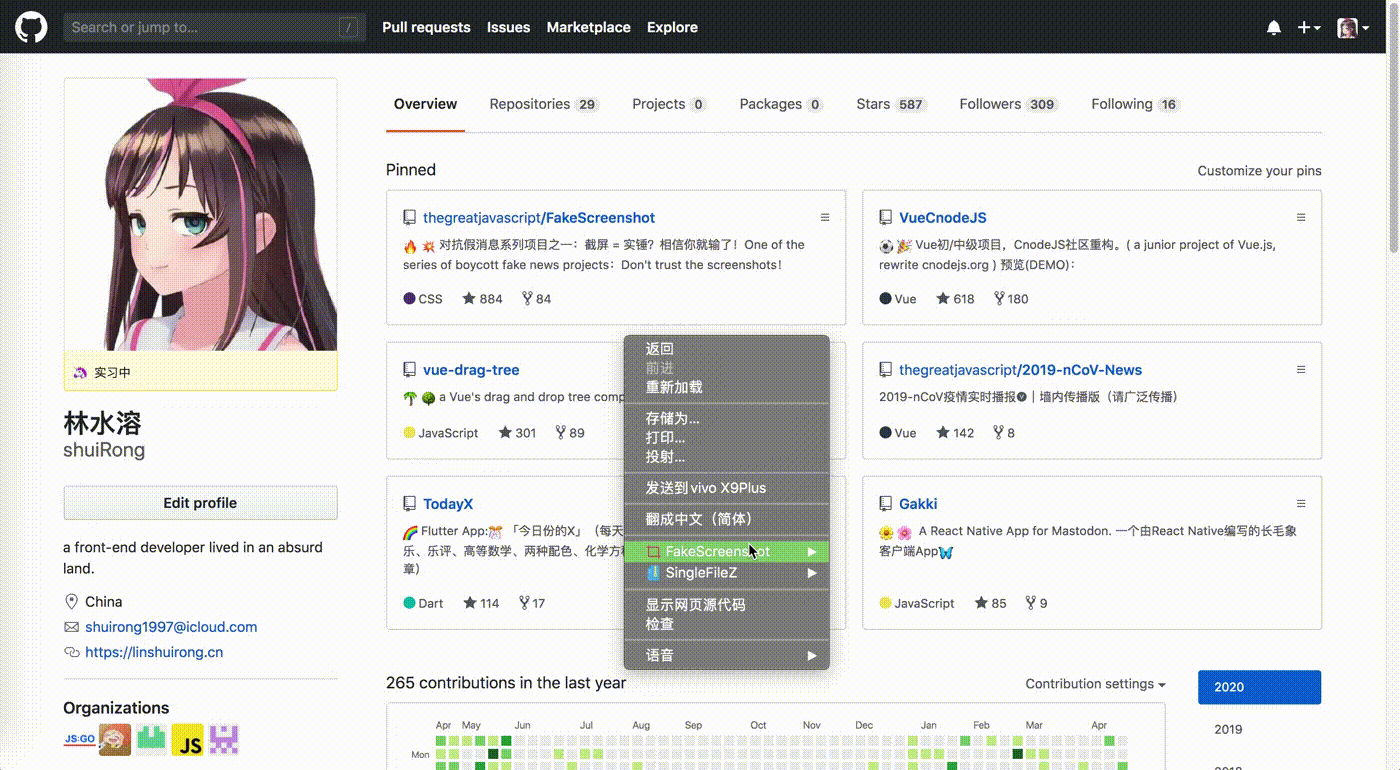 Search or jump to... /
Pull requests Issues Marketplace Explore
Overview Repositories 29 Projects 0 Packages 0 Stars 587 Followers 309 Following 16
🦄 实习中
林水溶
shuiRong
Edit profile
a front-end developer lived in an absurd
land.
China
shuirong1997@icloud.com
https://linshuirong.cn
Organizations
JS:GO
JS
Pinned
Customize your pins
thegreatjavascript/FakeScreenshot
🔥 💥 对抗假消息系列项目之一：截屏 = 实锤？相信你就输了！One of the
series of boycott fake news projects：Don't trust the screenshots！
CSS 884 84
VueCnodeJS
⚽ 🎉 Vue初/中级项目，CnodeJS社区重构。( a junior project of Vue.js,
rewrite cnodejs.org ) 预览(DEMO)：
Vue 618 180
vue-drag-tree
🌴 🌳 a Vue's drag and drop tree comp
JavaScript 301 89
thegreatjavascript/2019-nCoV-News
2019-nCoV疫情实时播报 | 墙内传播版（请广泛传播）
Vue 142 8
TodayX
🌈 Flutter App:🎊 「今日份的X」（每天
乐、乐评、高等数学、两种配色、化学方程
章）
Dart 114 17
Gakki
🌼 🌸 A React Native App for Mastodon. 一个由React Native编写的长毛象
客户端App🦋
JavaScript 85 9
返回
前进
重新加载
存储为...
打印...
投射...
发送到 vivo X9Plus
翻成中文（简体）
FakeScreenshot
SingleFileZ
显示网页源代码
检查
语音
265 contributions in the last year
Contribution settings
2020
2019
2018
Apr May Jun Jul Aug Sep Oct Nov Dec Jan Feb Mar Apr
Mon